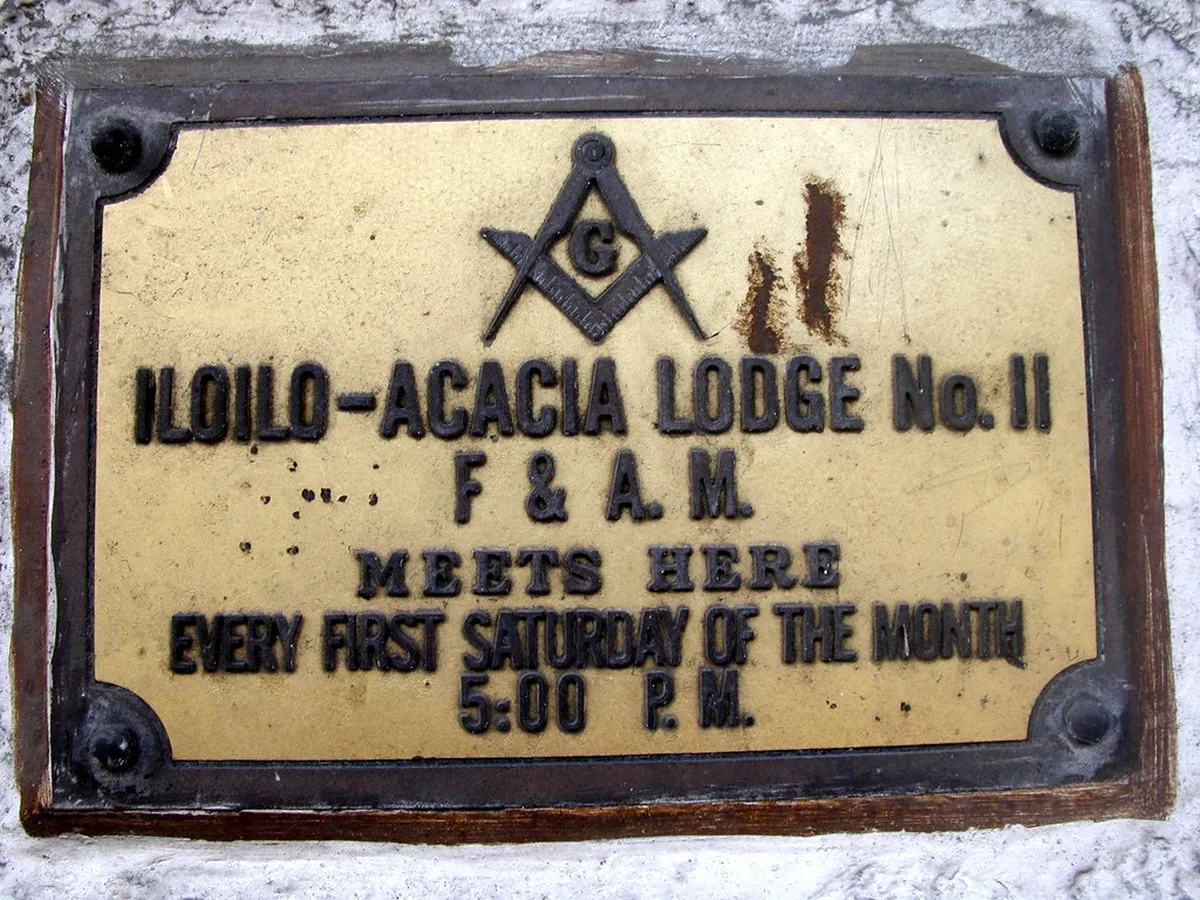 G
ILOILO-ACACIA LODGE No. 11
F & A. M.
MEETS HERE
EVERY FIRST SATURDAY OF THE MONTH
5:00 P. M.